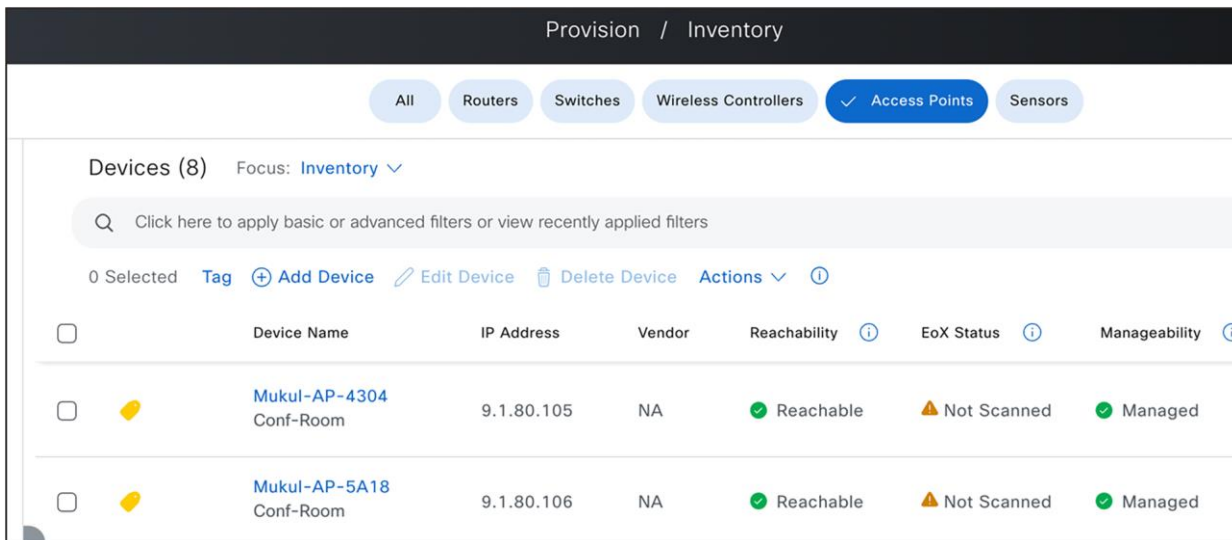 Provision / Inventory
All Routers Switches Wireless Controllers Access Points Sensors
Devices (8) Focus: Inventory
Click here to apply basic or advanced filters or view recently applied filters
0 Selected Tag Add Device Edit Device Delete Device Actions
Device Name IP Address Vendor Reachability EoX Status Manageability
Mukul-AP-4304
Conf-Room 9.1.80.105 NA Reachable Not Scanned Managed
Mukul-AP-5A18
Conf-Room 9.1.80.106 NA Reachable Not Scanned Managed